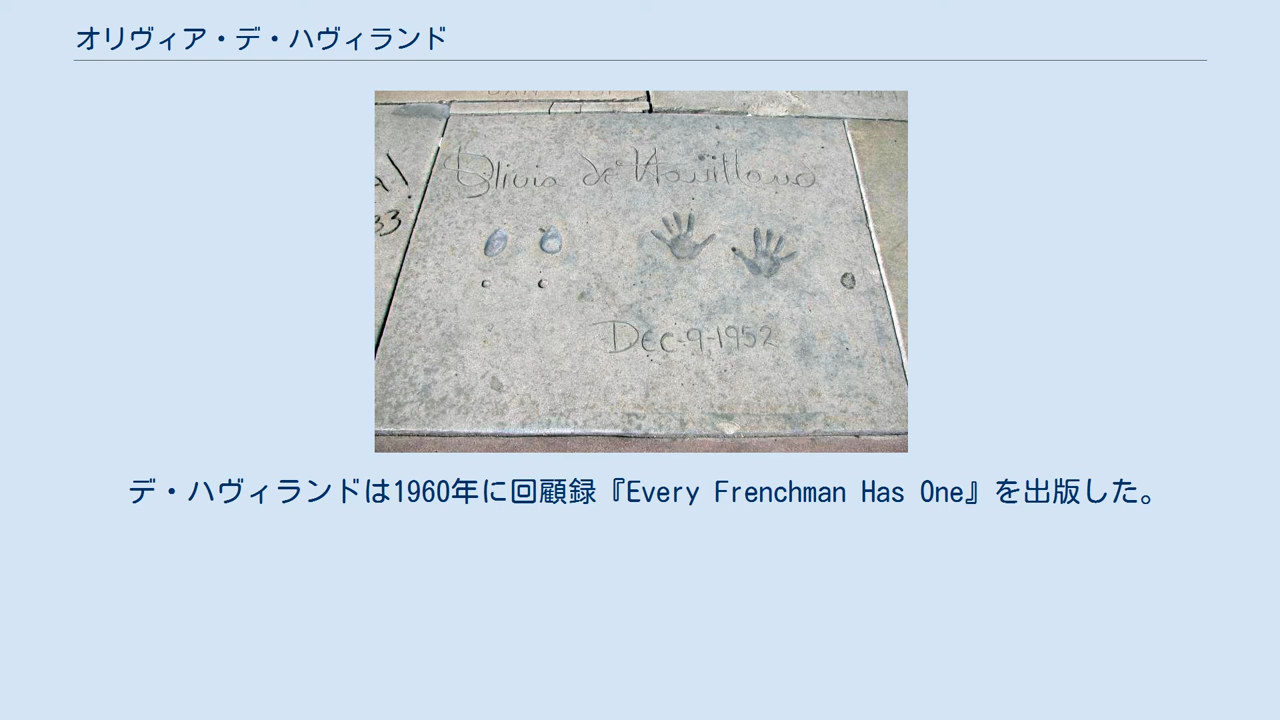 オリヴィア・デ・ハヴィランド
Olivia de Havilland
33
Dec-9-1952
デ・ハヴィランドは1960年に回顧録『Every Frenchman Has One』を出版した。